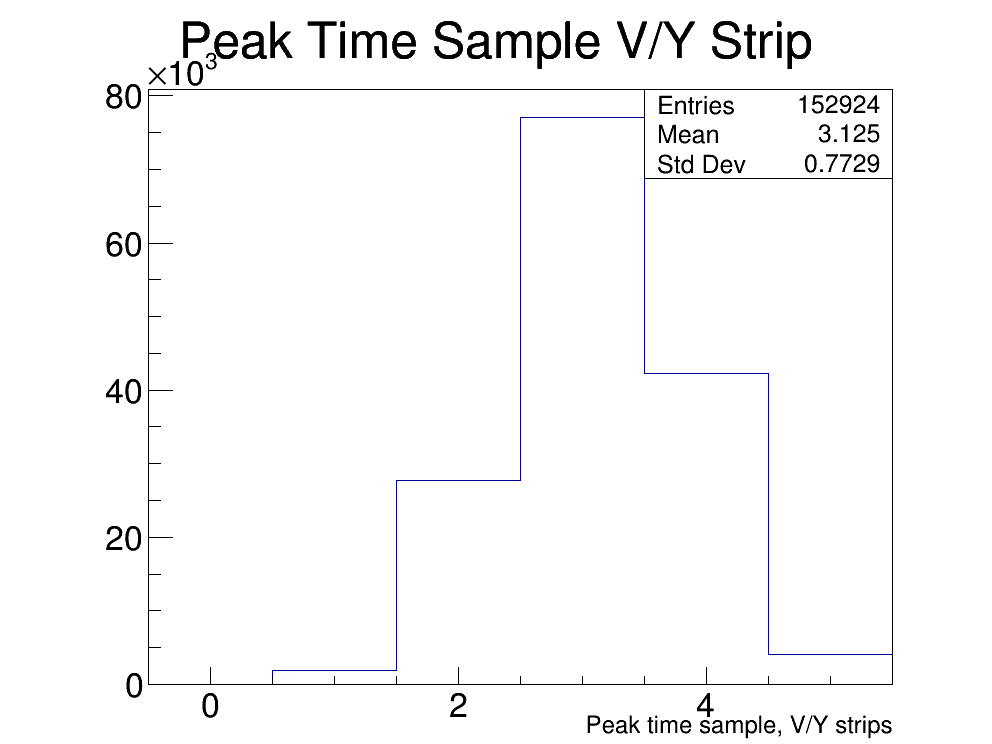 Peak Time Sample V/Y Strip
×10³
80
60
40
20
0
Entries 152924
Mean 3.125
Std Dev 0.7729
0 2 4
Peak time sample, V/Y strips